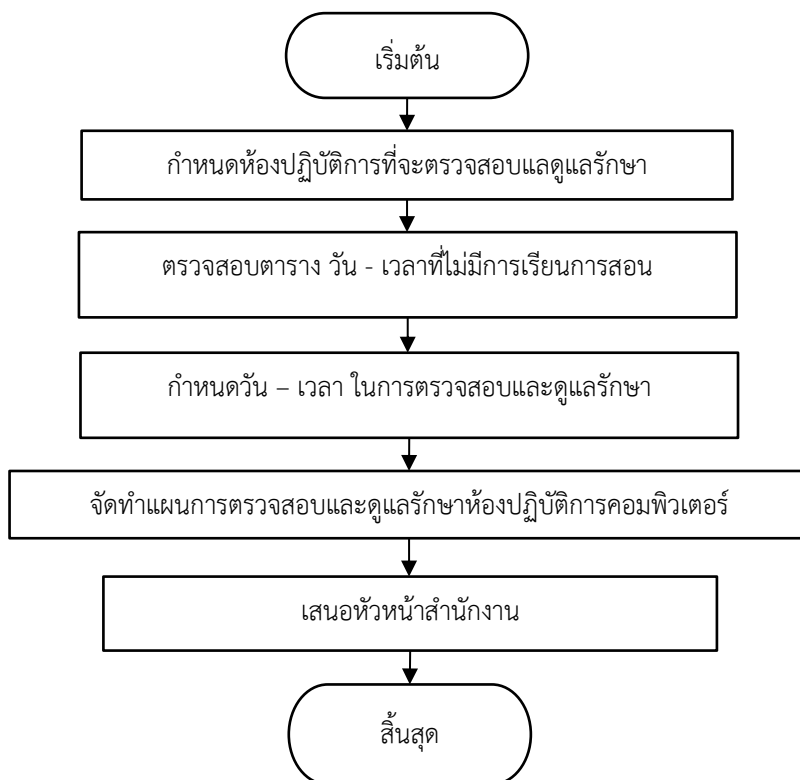 เริ่มต้น
กำหนดห้องปฏิบัติการที่จะตรวจสอบแลดูแลรักษา
ตรวจสอบตาราง วัน - เวลาที่ไม่มีการเรียนการสอน
กำหนดวัน – เวลา ในการตรวจสอบและดูแลรักษา
จัดทำแผนการตรวจสอบและดูแลรักษาห้องปฏิบัติการคอมพิวเตอร์
เสนอหัวหน้าสำนักงาน
สิ้นสุด